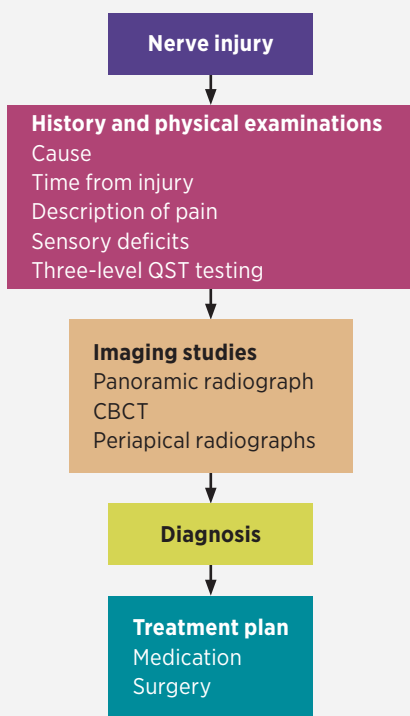 Nerve injury
History and physical examinations
Cause
Time from injury
Description of pain
Sensory deficits
Three-level QST testing
Imaging studies
Panoramic radiograph
CBCT
Periapical radiographs
Diagnosis
Treatment plan
Medication
Surgery